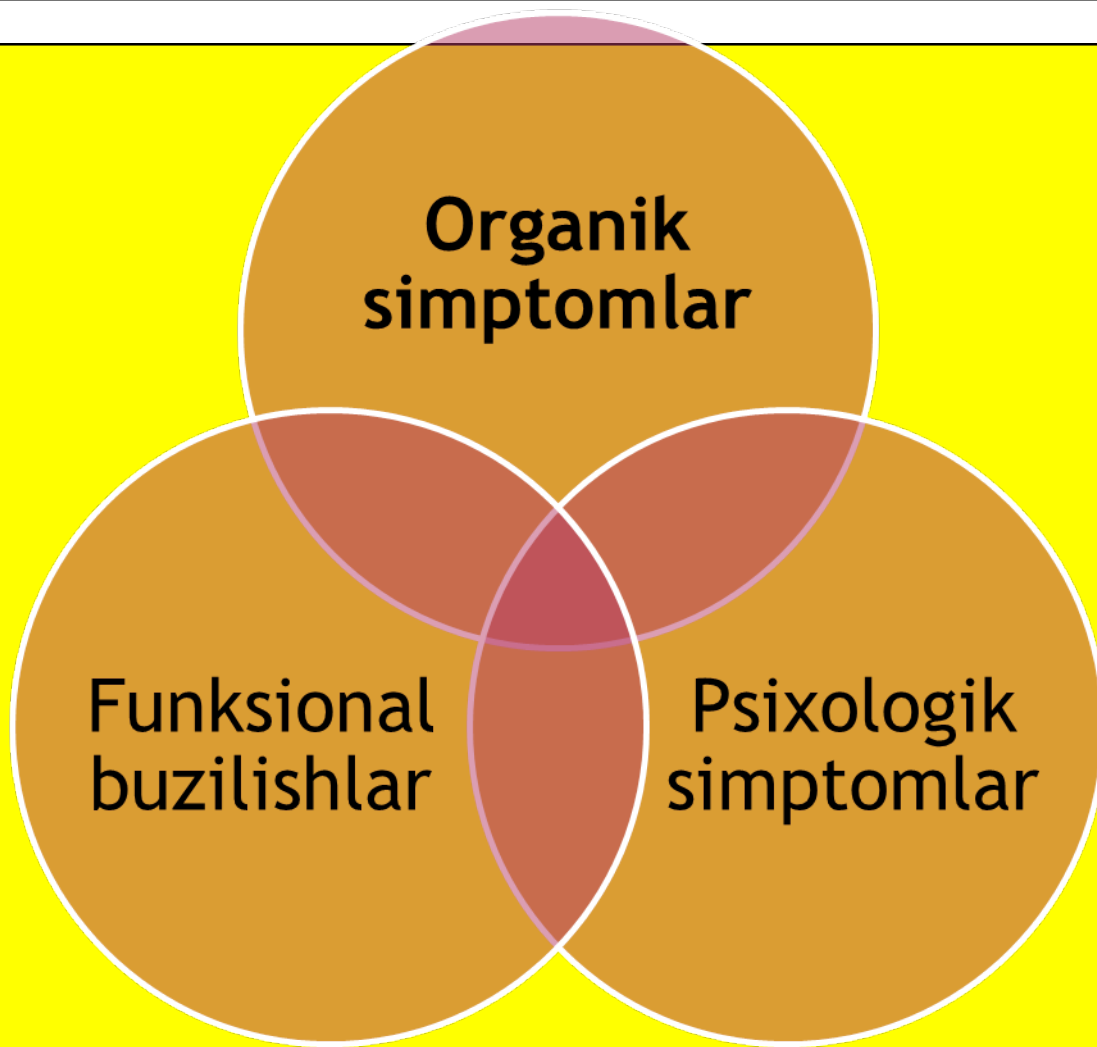 Organik
simptomlar
Funksional
buzilishlar
Psixologik
simptomlar